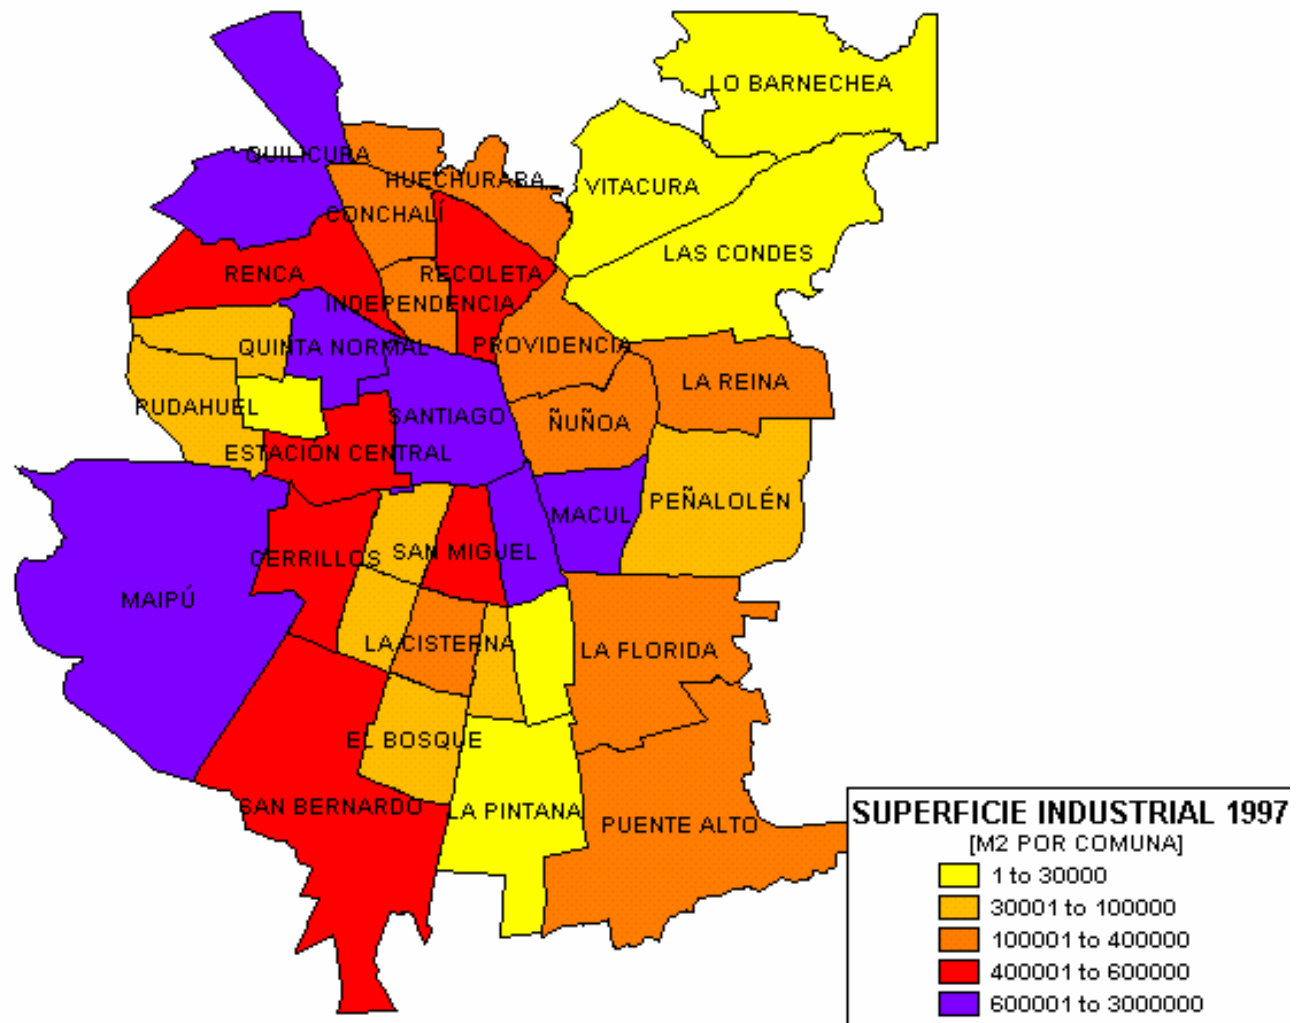 LO BARNECHEA
QUILICURA
HUECHURABA
VITACURA
CONCHALÍ
LAS CONDES
RENCA
RECOLETA
INDEPENDENCIA
QUINTA NORMAL
PROVIDENCIA
LA REINA
PUDAHUEL
SANTIAGO
ÑUÑOA
ESTACIÓN CENTRAL
PEÑALOLÉN
MACUL
CERRILLOS
SAN MIGUEL
MAIPÚ
LA CISTERNA
LA FLORIDA
EL BOSQUE
SAN BERNARDO
LA PINTANA
PUENTE ALTO
SUPERFICIE INDUSTRIAL 1997
[M2 POR COMUNA]
1 to 30000
30001 to 100000
100001 to 400000
400001 to 600000
600001 to 3000000